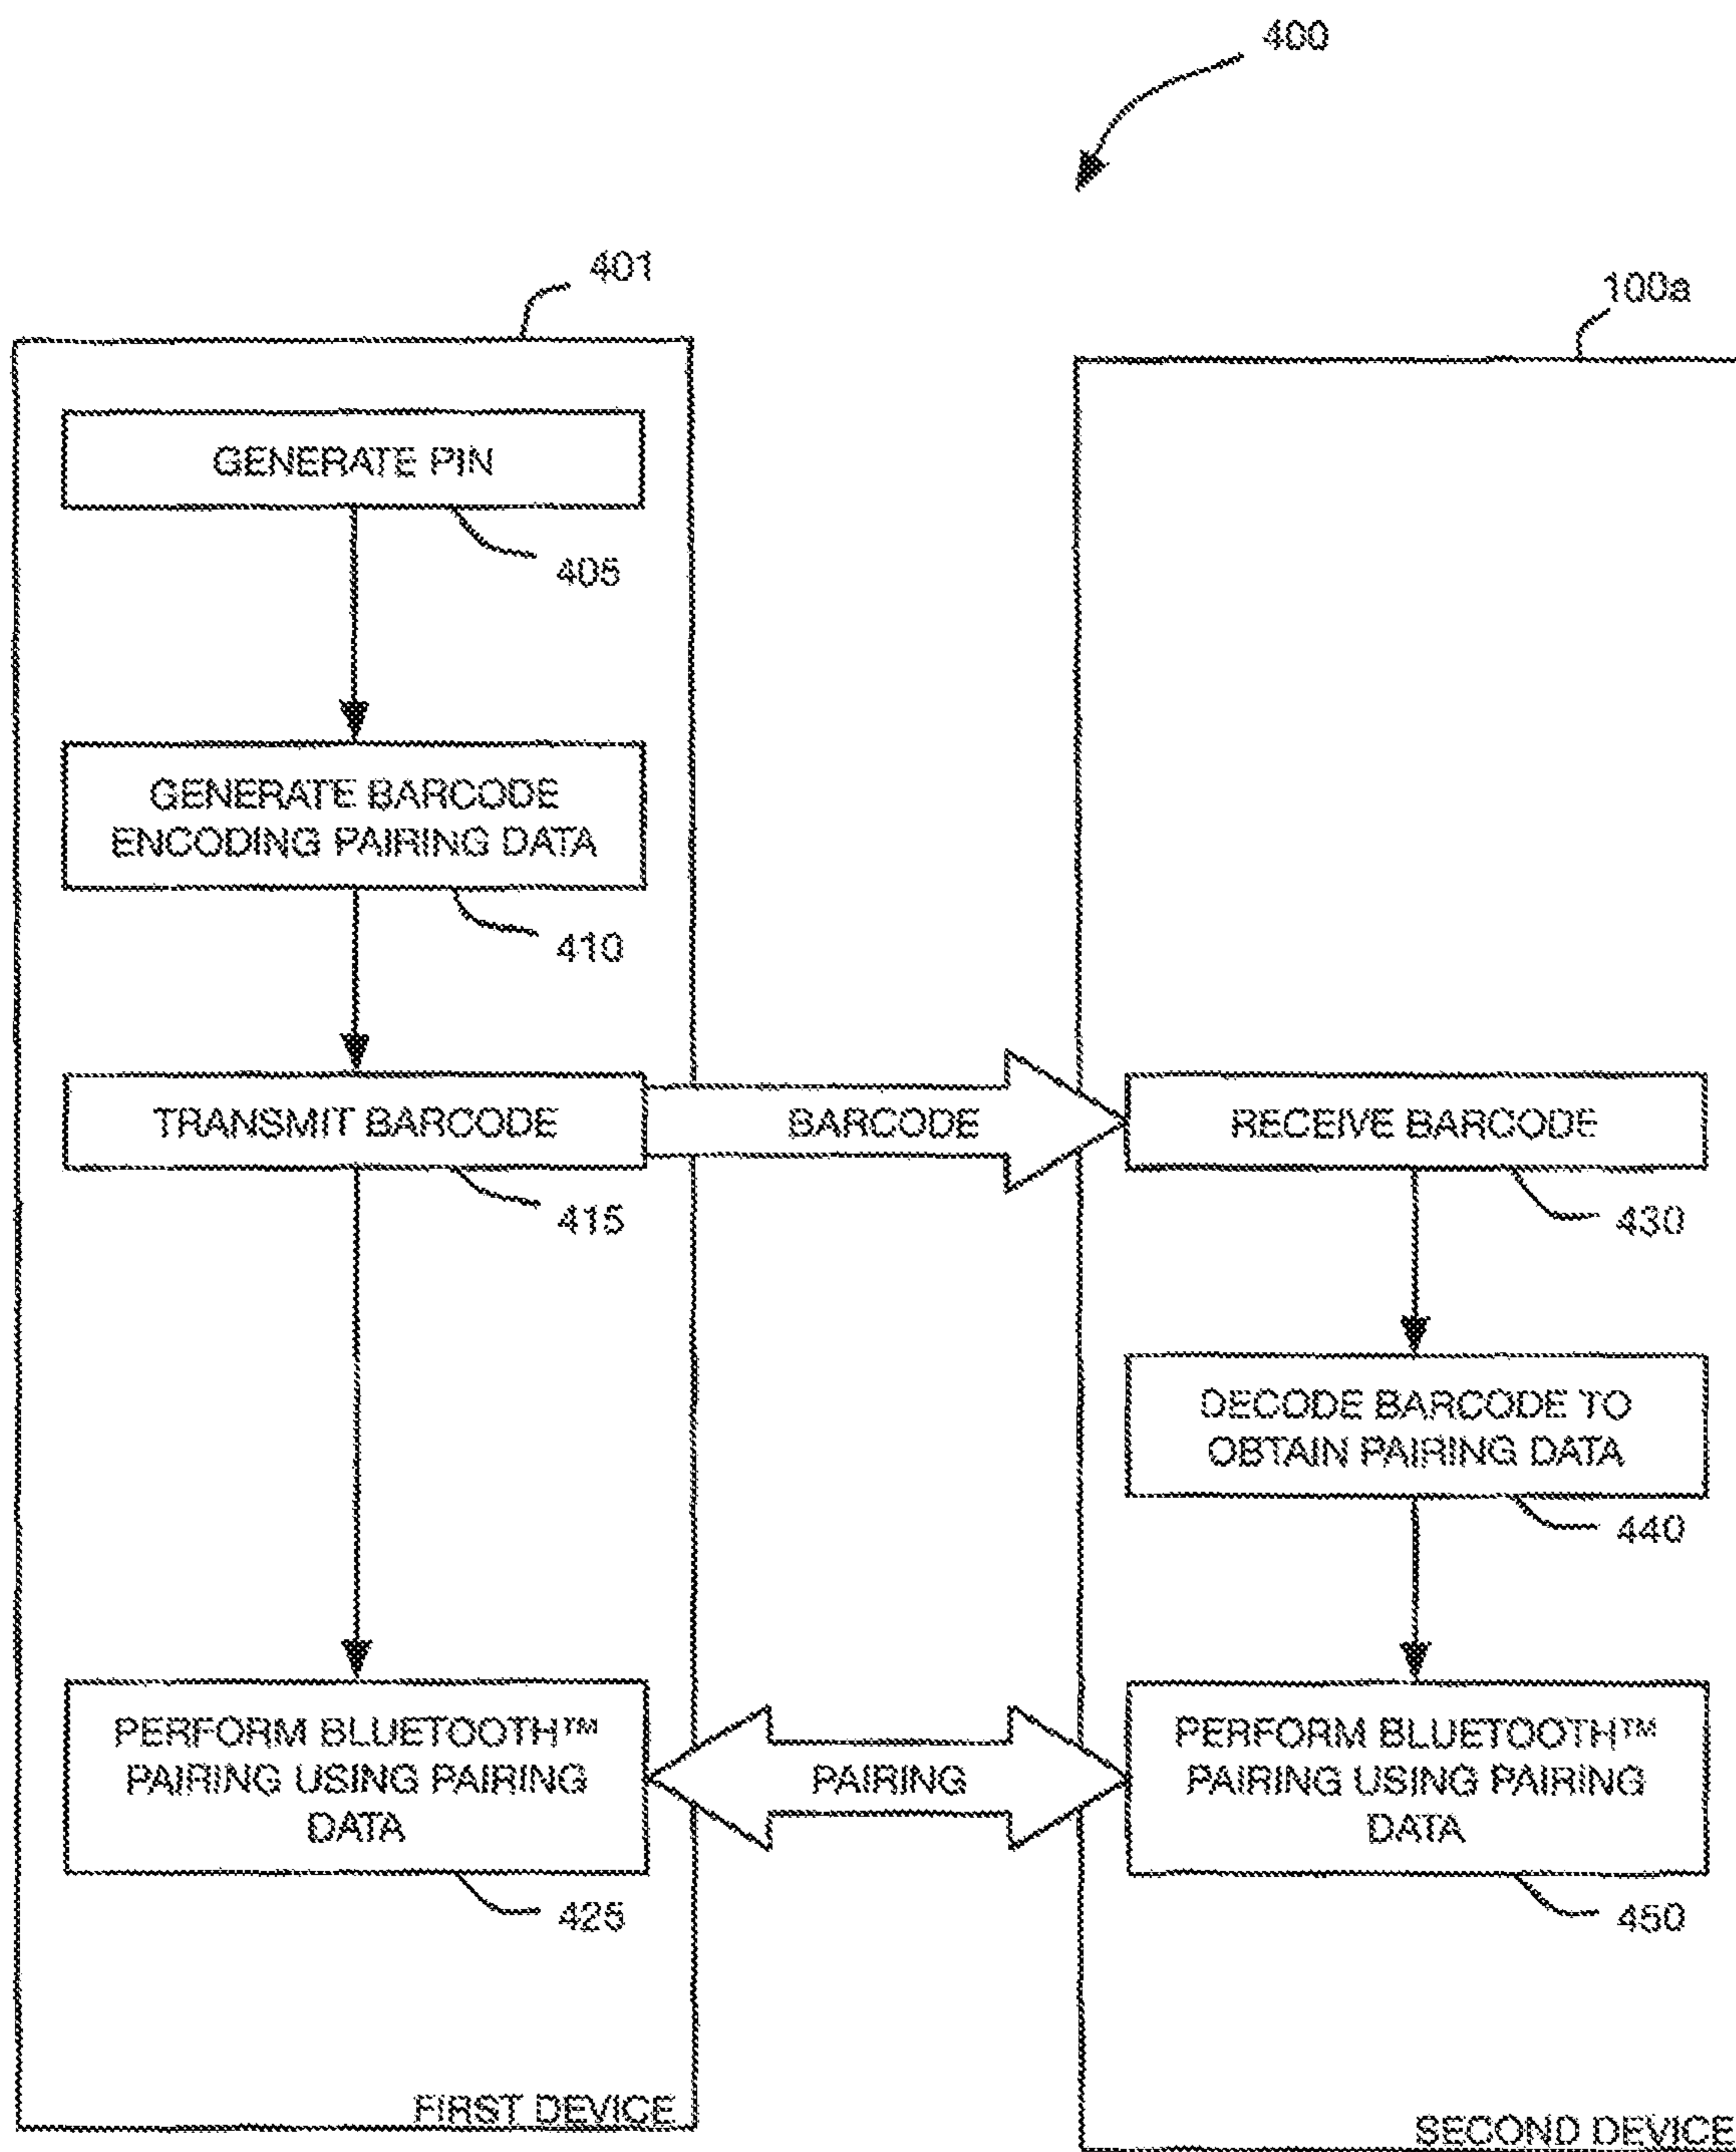 400
401
100a
GENERATE PIN
405
GENERATE BARCODE
ENCODING PAIRING DATA
410
TRANSMIT BARCODE
BARCODE
RECEIVE BARCODE
415
430
DECODE BARCODE TO
OBTAIN PAIRING DATA
440
PERFORM BLUETOOTH™
PAIRING USING PAIRING
DATA
PAIRING
PERFORM BLUETOOTH™
PAIRING USING PAIRING
DATA
425
450
FIRST DEVICE
SECOND DEVICE